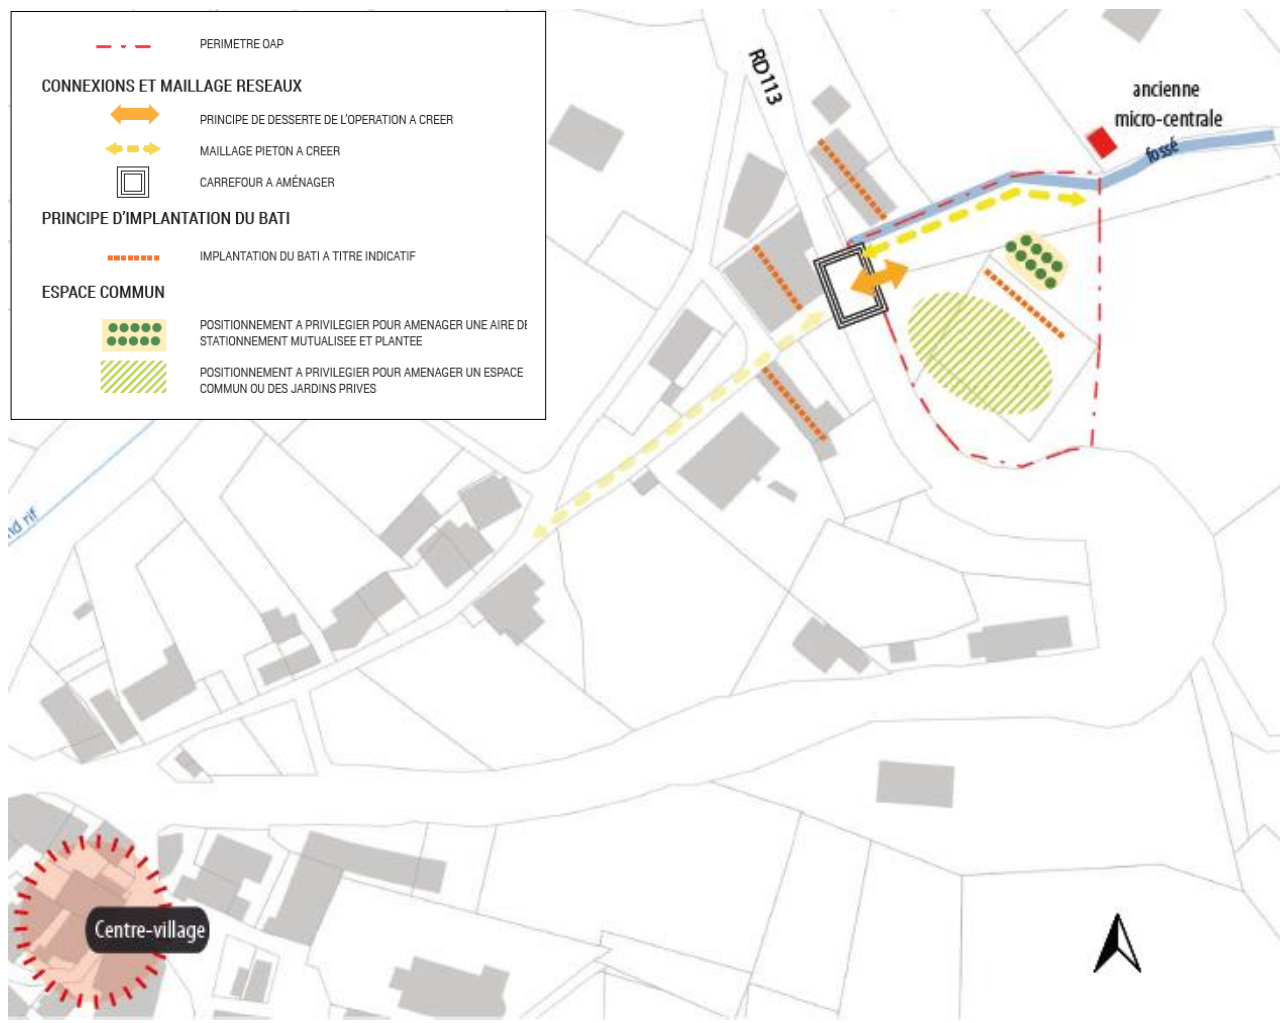 PERIMETRE OAP
CONNEXIONS ET MAILLAGE RESEAUX
PRINCIPE DE DESSERTE DE L'OPERATION A CREER
MAILLAGE PIETON A CREER
CARREFOUR A AMÉNAGER
PRINCIPE D'IMPLANTATION DU BATI
IMPLANTATION DU BATI A TITRE INDICATIF
ESPACE COMMUN
POSITIONNEMENT A PRIVILEGIER POUR AMENAGER UNE AIRE DE
STATIONNEMENT MUTUALISEE ET PLANTEE
POSITIONNEMENT A PRIVILEGIER POUR AMENAGER UN ESPACE
COMMUN OU DES JARDINS PRIVES
RD113
ancienne
micro-centrale
fossé
nd rif
Centre-village